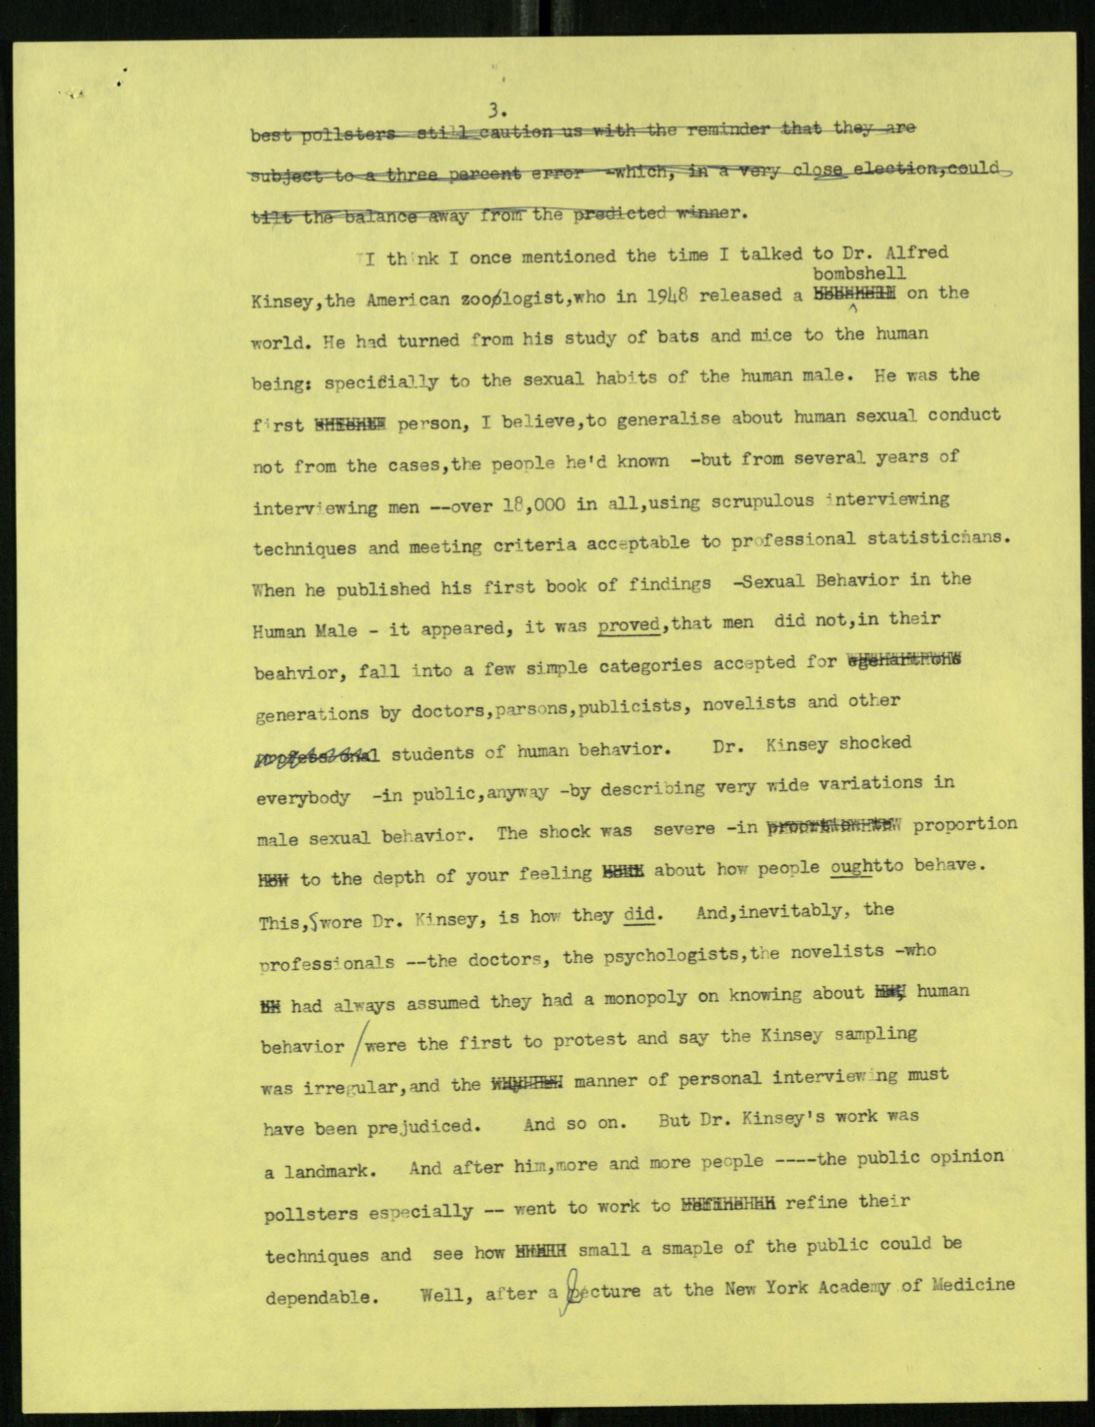 3.
best pollsters still caution us with the reminder that they are
subject to a three percent error -which, in a very close election,could
tilt the balance away from the predicted winner.
I think I once mentioned the time I talked to Dr. Alfred
bombshell
Kinsey,the American zoologist,who in 1948 released a on the
world. He had turned from his study of bats and mice to the human
being: specifially to the sexual habits of the human male. He was the
first person, I believe,to generalise about human sexual conduct
not from the cases,the people he'd known -but from several years of
interviewing men --over 18,000 in all,using scrupulous interviewing
techniques and meeting criteria acceptable to professional statisticians.
When he published his first book of findings -Sexual Behavior in the
Human Male - it appeared, it was proved,that men did not,in their
beahvior, fall into a few simple categories accepted for
generations by doctors,parsons,publicists, novelists and other
professional students of human behavior. Dr. Kinsey shocked
everybody -in public,anyway -by describing very wide variations in
male sexual behavior. The shock was severe -in proportion
to the depth of your feeling about how people oughtto behave.
This,swore Dr. Kinsey, is how they did. And,inevitably, the
professionals --the doctors, the psychologists,the novelists -who
had always assumed they had a monopoly on knowing about human
behavior / were the first to protest and say the Kinsey sampling
was irregular,and the manner of personal interviewing must
have been prejudiced. And so on. But Dr. Kinsey's work was
a landmark. And after him,more and more people ----the public opinion
pollsters especially -- went to work to refine their
techniques and see how small a smaple of the public could be
dependable. Well, after a lecture at the New York Academy of Medicine